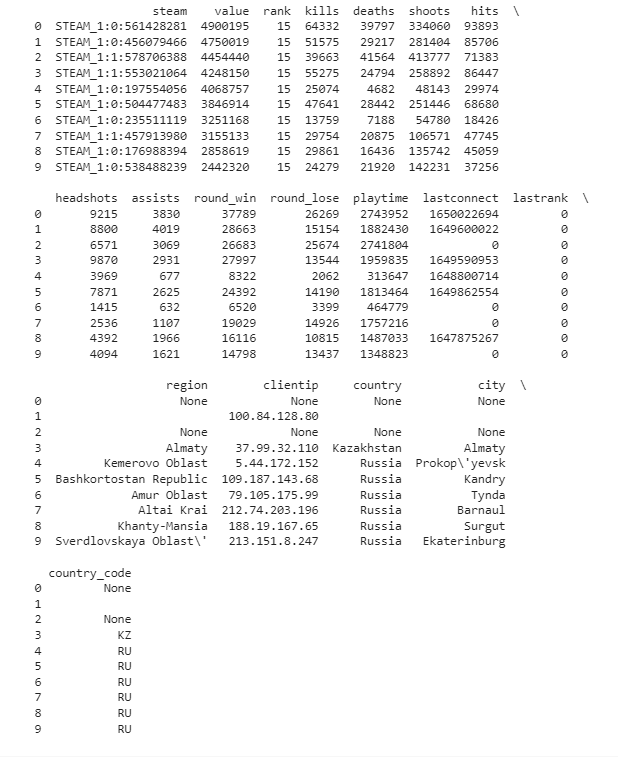 steam value rank kills deaths shoots hits \
0 STEAM_1:0:561428281 4900195 15 64332 39797 334060 93893
1 STEAM_1:0:456079466 4750019 15 51575 29217 281404 85706
2 STEAM_1:1:578706388 4454440 15 39663 41564 413777 71383
3 STEAM_1:1:553021064 4248150 15 55275 24794 258892 86447
4 STEAM_1:0:197554056 4068757 15 25074 4682 48143 29974
5 STEAM_1:0:504477483 3846914 15 47641 28442 251446 68680
6 STEAM_1:0:235511119 3251168 15 13759 7188 54780 18426
7 STEAM_1:1:457913980 3155133 15 29754 20875 106571 47745
8 STEAM_1:0:176988394 2858619 15 29861 16436 135742 45059
9 STEAM_1:0:538488239 2442320 15 24279 21920 142231 37256
headshots assists round_win round_lose playtime lastconnect lastrank \
0 9215 3830 37789 26269 2743952 1650022694 0
1 8800 4019 28663 15154 1882430 1649600022 0
2 6571 3069 26683 25674 2741804 0 0
3 9870 2931 27997 13544 1959835 1649590953 0
4 3969 677 8322 2062 313647 1648800714 0
5 7871 2625 24392 14190 1813464 1649862554 0
6 1415 632 6520 3399 464779 0 0
7 2536 1107 19029 14926 1757216 0 0
8 4392 1966 16116 10815 1487033 1647875267 0
9 4094 1621 14798 13437 1348823 0 0
region clientip country city \
0 None None None None
1 100.84.128.80
2 None None None None
3 Almaty 37.99.32.110 Kazakhstan Almaty
4 Kemerovo Oblast 5.44.172.152 Russia Prokop\'yevsk
5 Bashkortostan Republic 109.187.143.68 Russia Kandry
6 Amur Oblast 79.105.175.99 Russia Tynda
7 Altai Krai 212.74.203.196 Russia Barnaul
8 Khanty-Mansia 188.19.167.65 Russia Surgut
9 Sverdlovskaya Oblast\' 213.151.8.247 Russia Ekaterinburg
country_code
0 None
1
2 None
3 KZ
4 RU
5 RU
6 RU
7 RU
8 RU
9 RU